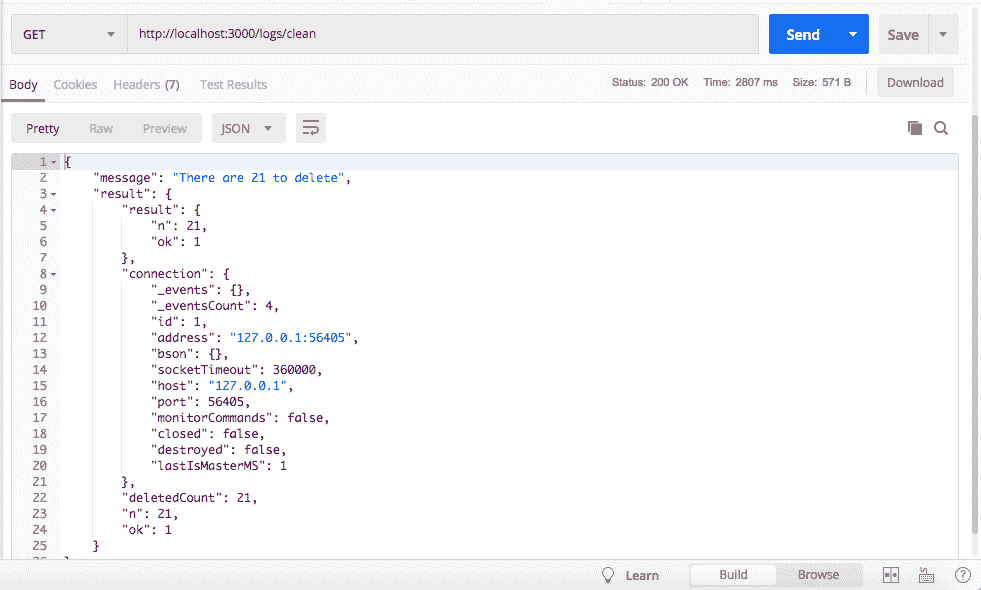 GET http://localhost:3000/logs/clean Send Save
Body Cookies Headers (7) Test Results Status: 200 OK Time: 2807 ms Size: 571 B Download
Pretty Raw Preview JSON
1 {
2 "message": "There are 21 to delete",
3 "result": {
4 "result": {
5 "n": 21,
6 "ok": 1
7 },
8 "connection": {
9 "_events": {},
10 "_eventsCount": 4,
11 "id": 1,
12 "address": "127.0.0.1:56405",
13 "bson": {},
14 "socketTimeout": 360000,
15 "host": "127.0.0.1",
16 "port": 56405,
17 "monitorCommands": false,
18 "closed": false,
19 "destroyed": false,
20 "lastIsMasterMS": 1
21 },
22 "deletedCount": 21,
23 "n": 21,
24 "ok": 1
25 }
Learn Build Browse